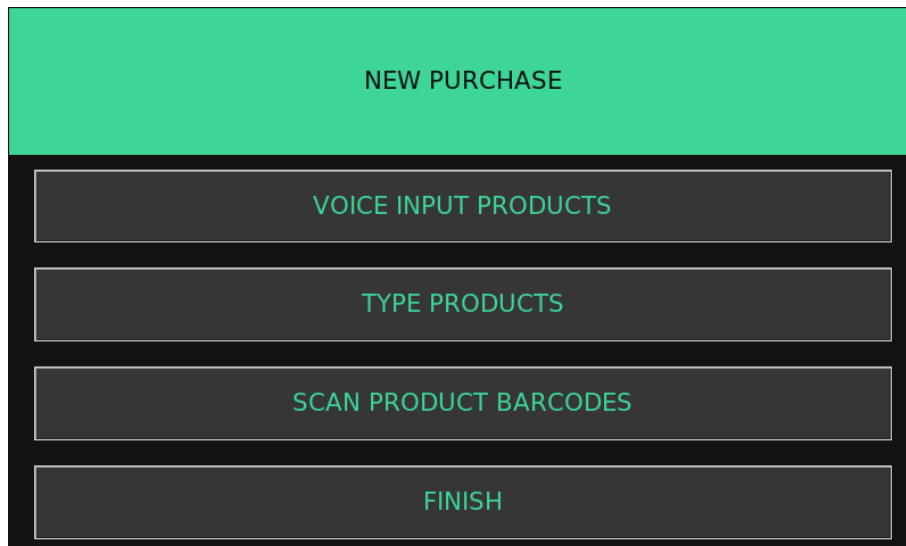 NEW PURCHASE
VOICE INPUT PRODUCTS
TYPE PRODUCTS
SCAN PRODUCT BARCODES
FINISH